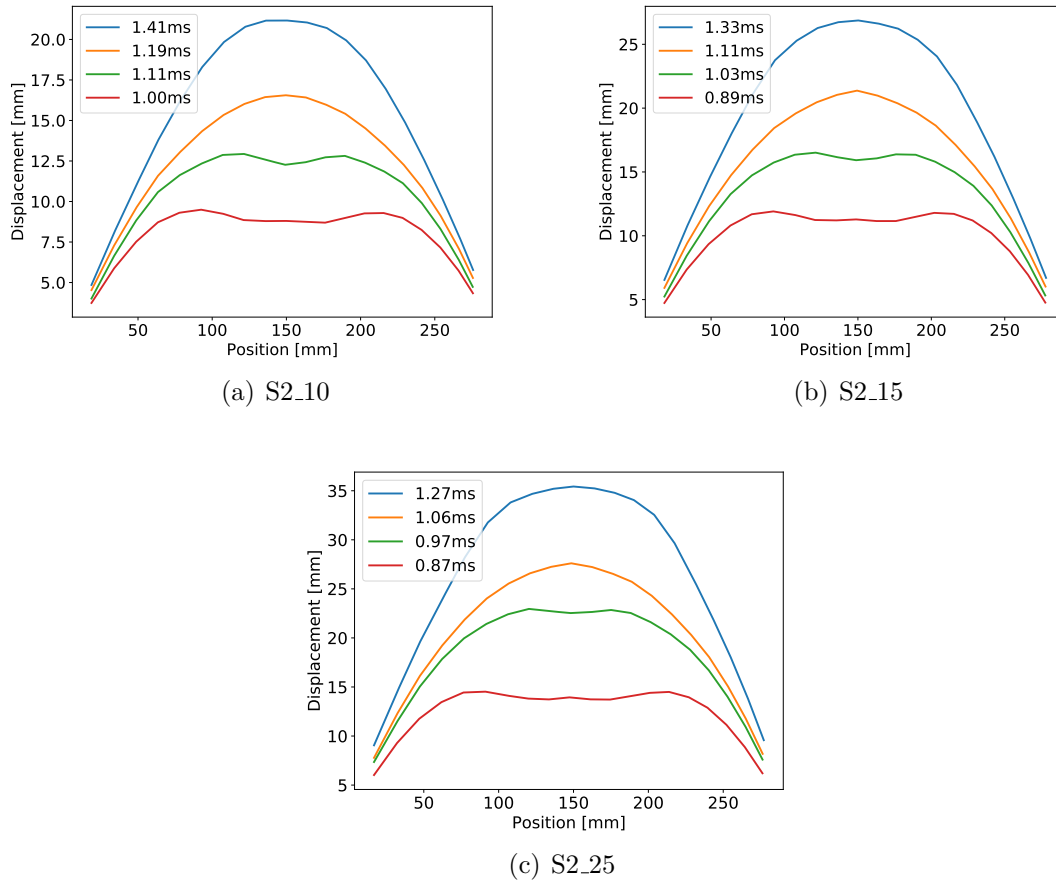 20.0
17.5
15.0
12.5
10.0
7.5
5.0
Displacement [mm]
1.41ms
1.19ms
1.11ms
1.00ms
50 100 150 200 250
Position [mm]
(a) S2_10
25
20
15
10
5
Displacement [mm]
1.33ms
1.11ms
1.03ms
0.89ms
50 100 150 200 250
Position [mm]
(b) S2_15
35
30
25
20
15
10
5
Displacement [mm]
1.27ms
1.06ms
0.97ms
0.87ms
50 100 150 200 250
Position [mm]
(c) S2_25